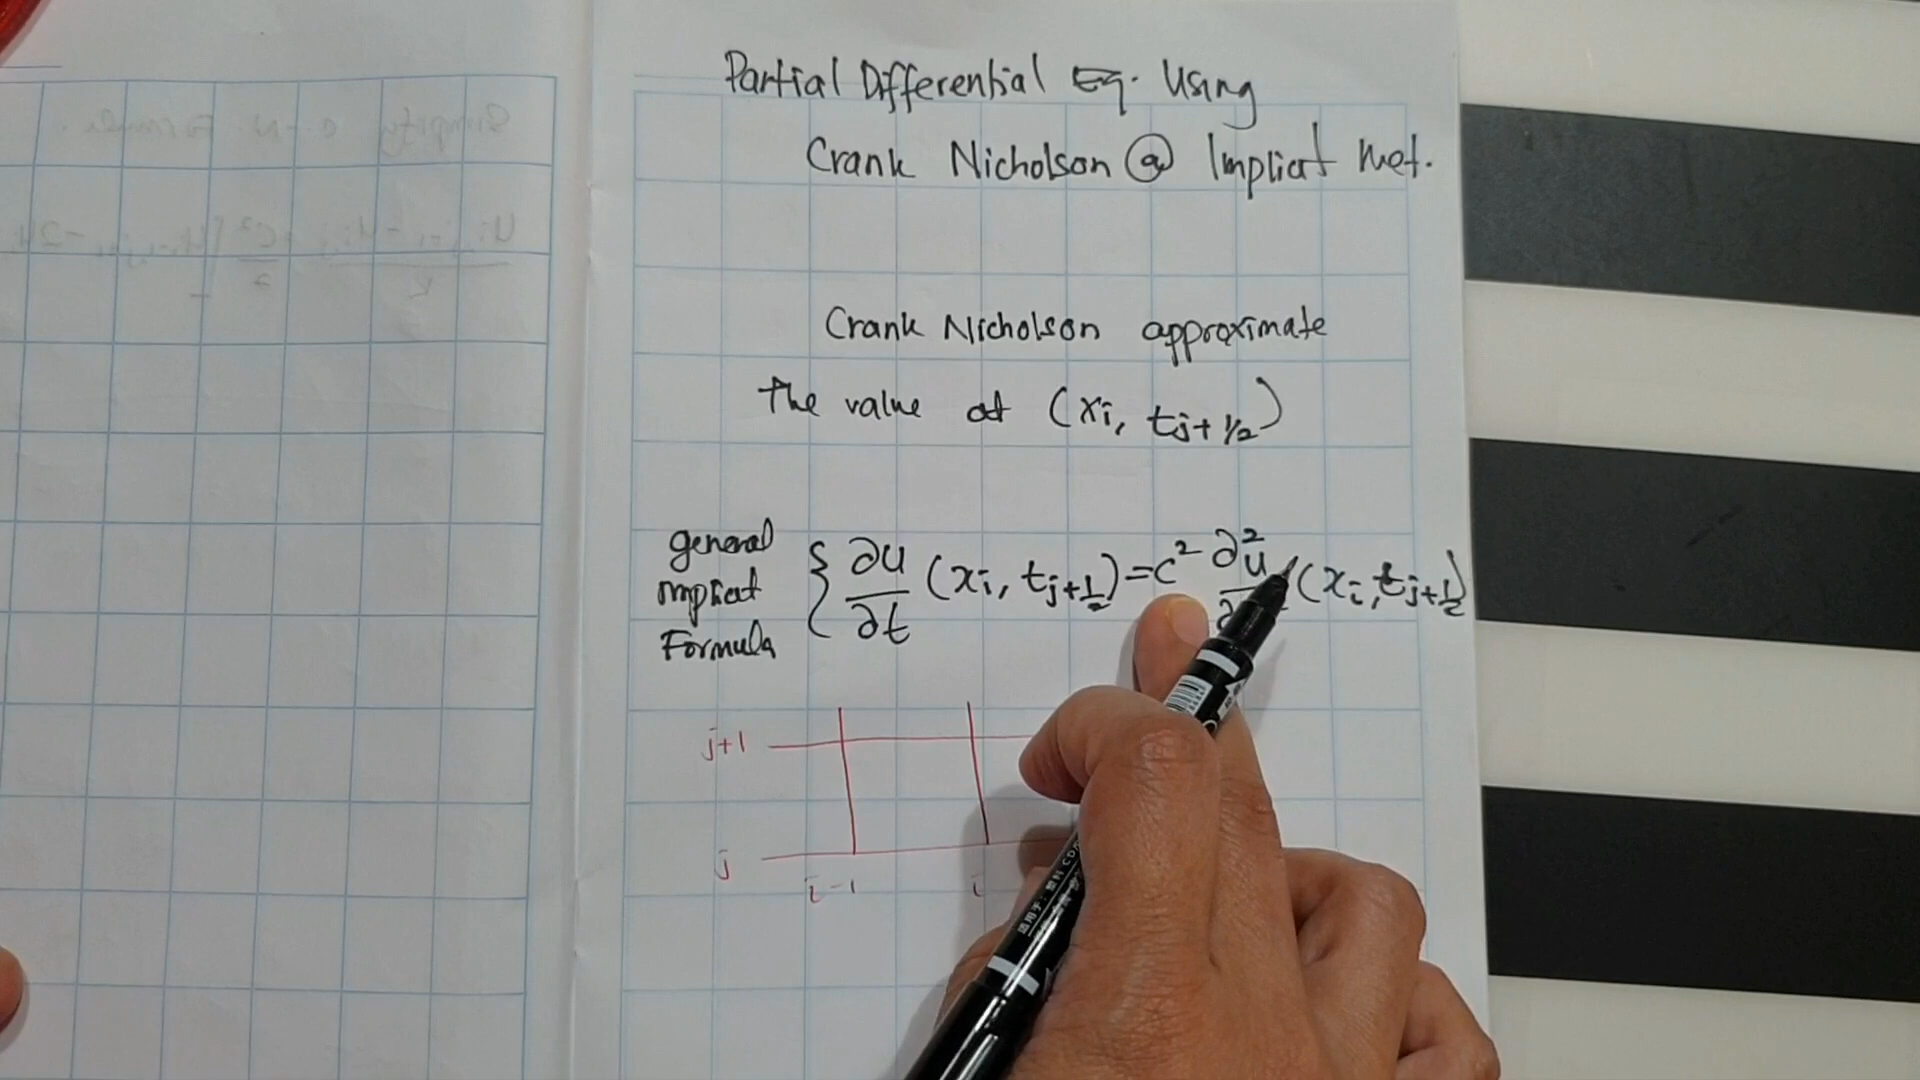 Partial Differential Eq. Using
Crank Nicholson @ Implicit Met.
Crank Nicholson approximate
the value at (xi, tj+1/2)
general
implicit
Formula
{ ∂u/∂t (xi, tj+1/2) = c² ∂²u/∂ (xi, tj+1/2)
j+1
j
i-1 i